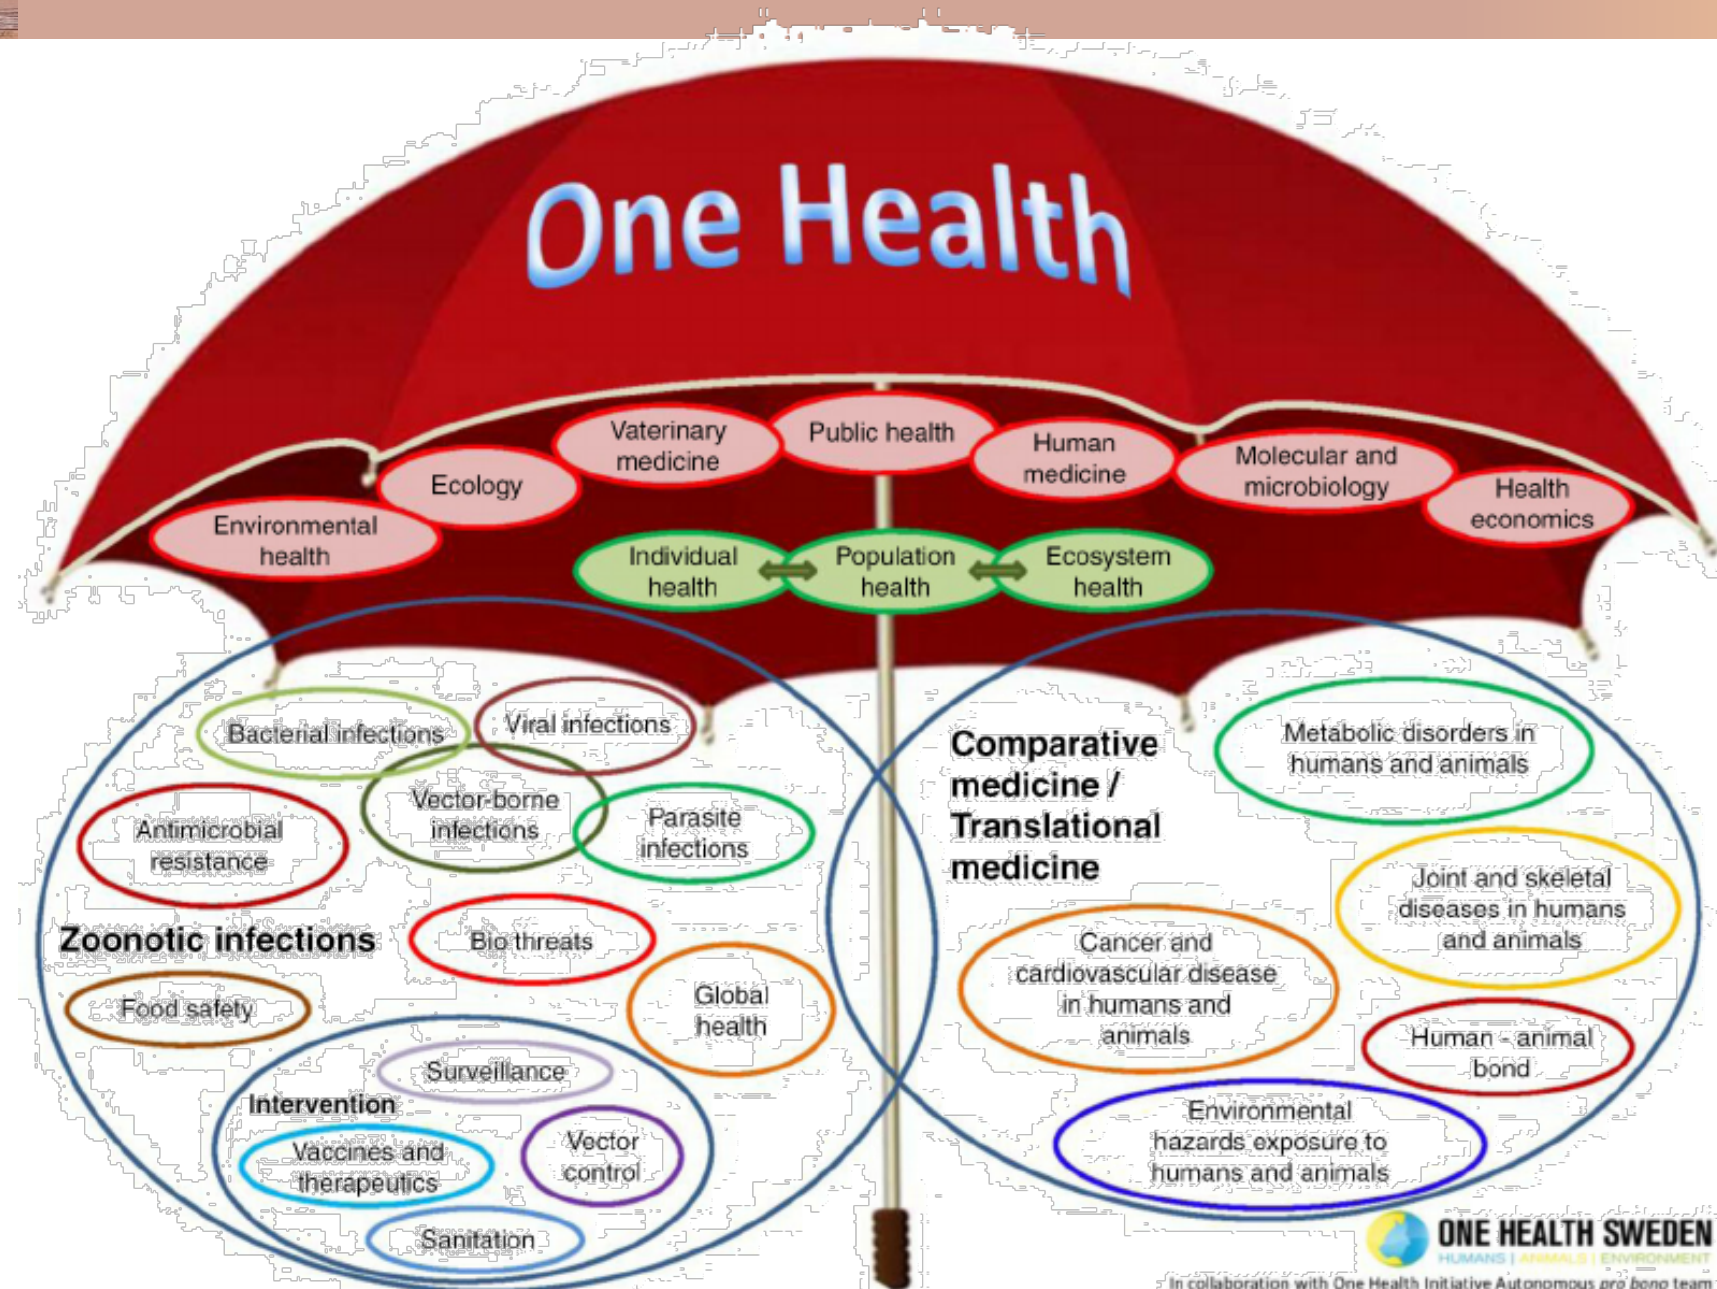 One Health
Vaterinary
medicine
Public health
Human
medicine
Molecular and
microbiology
Ecology
Health
economics
Environmental
health
Individual
health
Population
health
Ecosystem
health
Bacterial infections
Viral infections
Vector-borne
infections
Parasite
infections
Antimicrobial
resistance
Zoonotic infections
Bio threats
Food safety
Global
health
Surveillance
Intervention
Vaccines and
therapeutics
Vector
control
Sanitation
Comparative
medicine /
Translational
medicine
Metabolic disorders in
humans and animals
Joint and skeletal
diseases in humans
and animals
Cancer and
cardiovascular disease
in humans and
animals
Human - animal
bond
Environmental
hazards exposure to
humans and animals
ONE HEALTH SWEDEN
HUMANS | ANIMALS | ENVIRONMENT
In collaboration with One Health Initiative Autonomous pro bono team